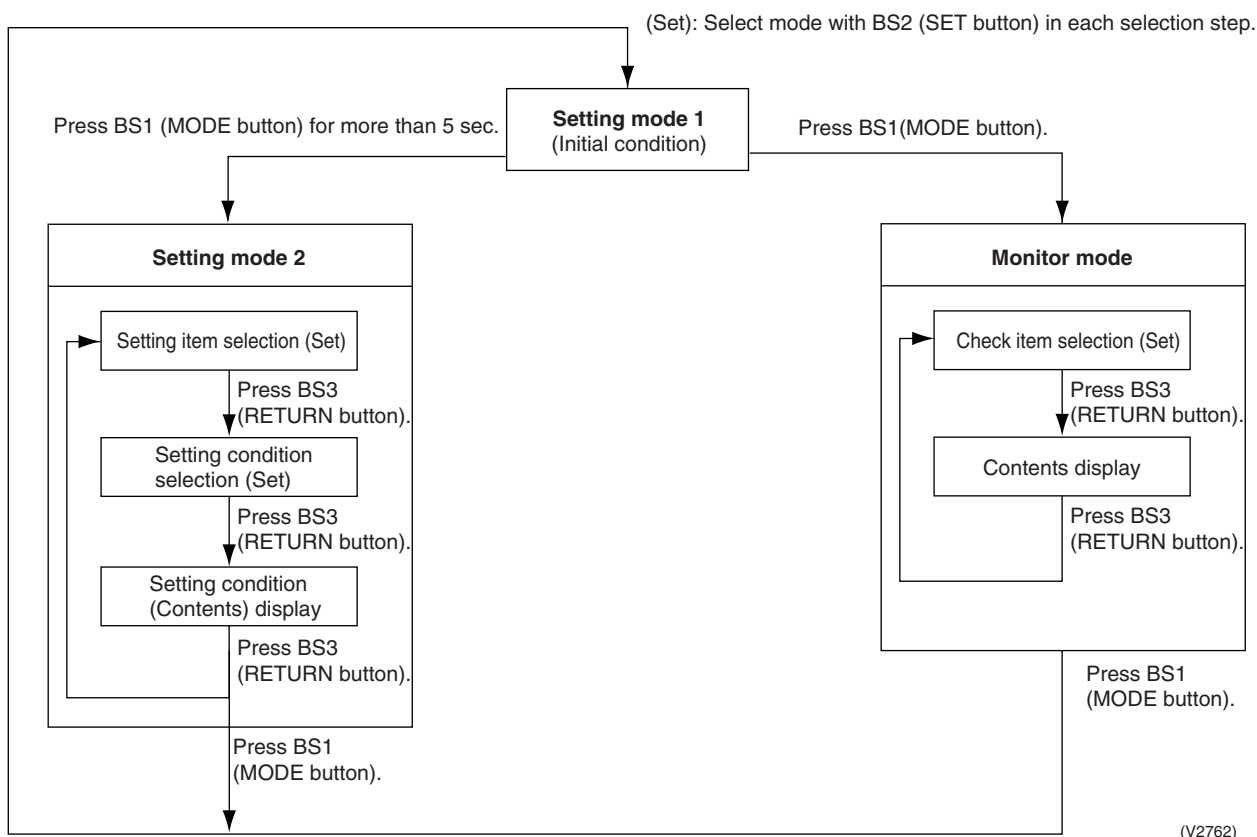 (Set): Select mode with BS2 (SET button) in each selection step.
Setting mode 1
(Initial condition)
Press BS1 (MODE button) for more than 5 sec.
Press BS1(MODE button).
Setting mode 2
Setting item selection (Set)
Press BS3
(RETURN button).
Setting condition
selection (Set)
Press BS3
(RETURN button).
Setting condition
(Contents) display
Press BS3
(RETURN button).
Press BS1
(MODE button).
Monitor mode
Check item selection (Set)
Press BS3
(RETURN button).
Contents display
Press BS3
(RETURN button).
Press BS1
(MODE button).
(V2762)